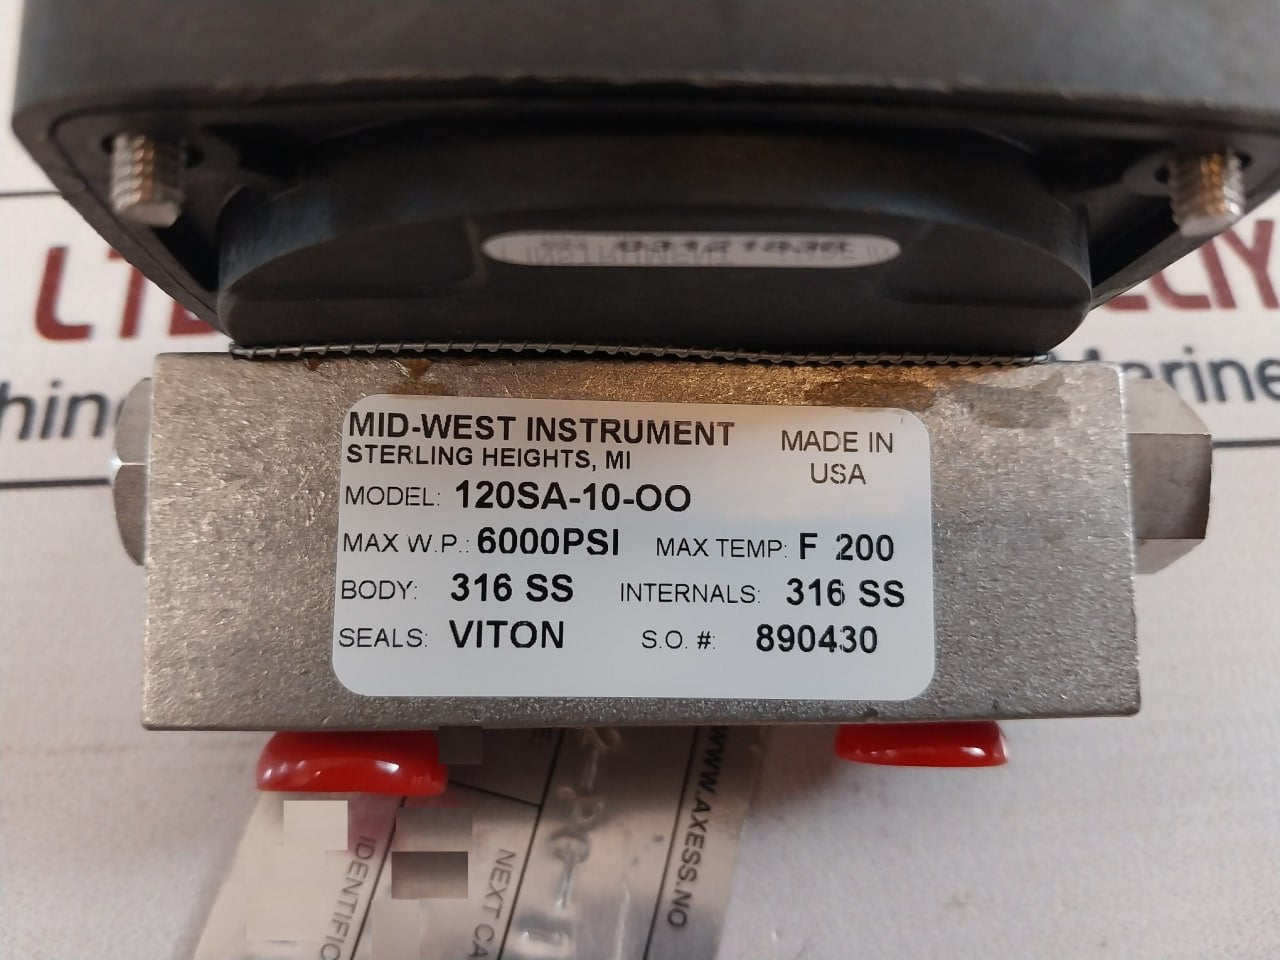 MID-WEST INSTRUMENT
STERLING HEIGHTS, MI
MADE IN
USA
MODEL: 120SA-10-OO
MAX W.P.: 6000PSI MAX TEMP: F 200
BODY: 316 SS INTERNALS: 316 SS
SEALS: VITON S.O. #: 890430
NEXT CA
WWW.AXESS.NO